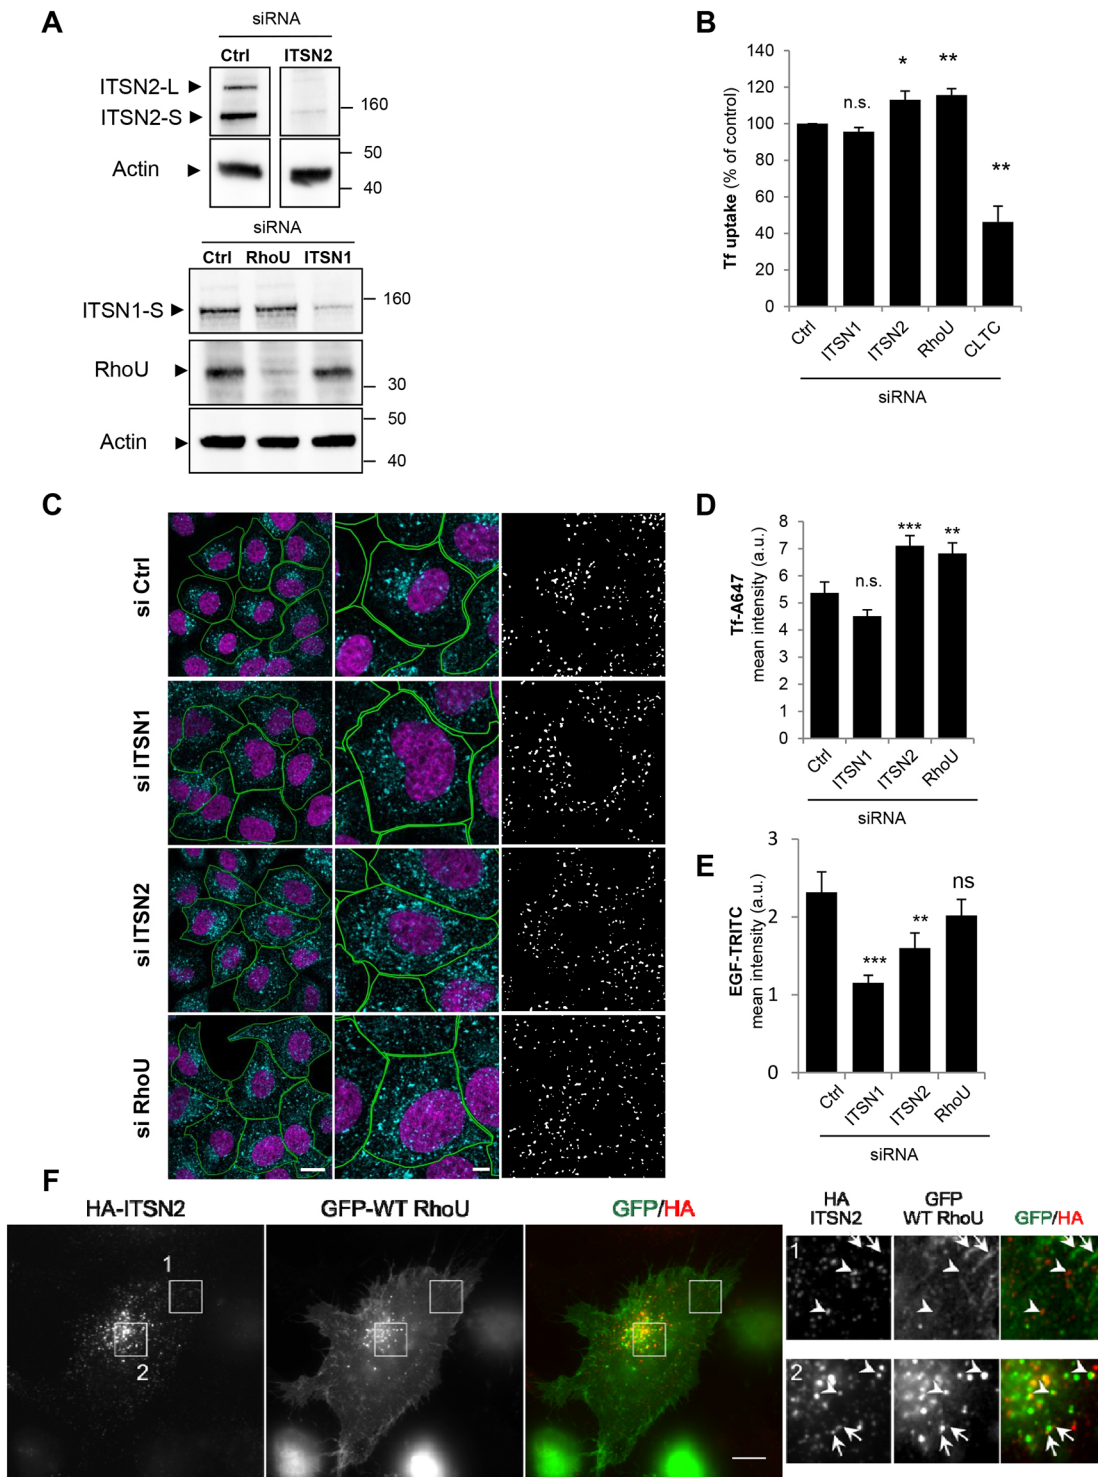 A
siRNA
Ctrl ITSN2
ITSN2-L
ITSN2-S
160
Actin
50
40
siRNA
Ctrl RhoU ITSN1
ITSN1-S
160
RhoU
30
Actin
50
40
B
Tf uptake (% of control)
140
120
100
80
60
40
20
0
n.s.
*
**
**
Ctrl
ITSN1
ITSN2
RhoU
CLTC
siRNA
C
si Ctrl
si ITSN1
si ITSN2
si RhoU
D
Tf-A647
mean intensity (a.u.)
8
7
6
5
4
3
2
1
0
n.s.
***
**
Ctrl
ITSN1
ITSN2
RhoU
siRNA
E
EGF-TRITC
mean intensity (a.u.)
3
2
1
0
***
**
ns
Ctrl
ITSN1
ITSN2
RhoU
siRNA
F
HA-ITSN2
GFP-WT RhoU
GFP/HA
1
2
HA
ITSN2
GFP
WT RhoU
GFP/HA
1
2